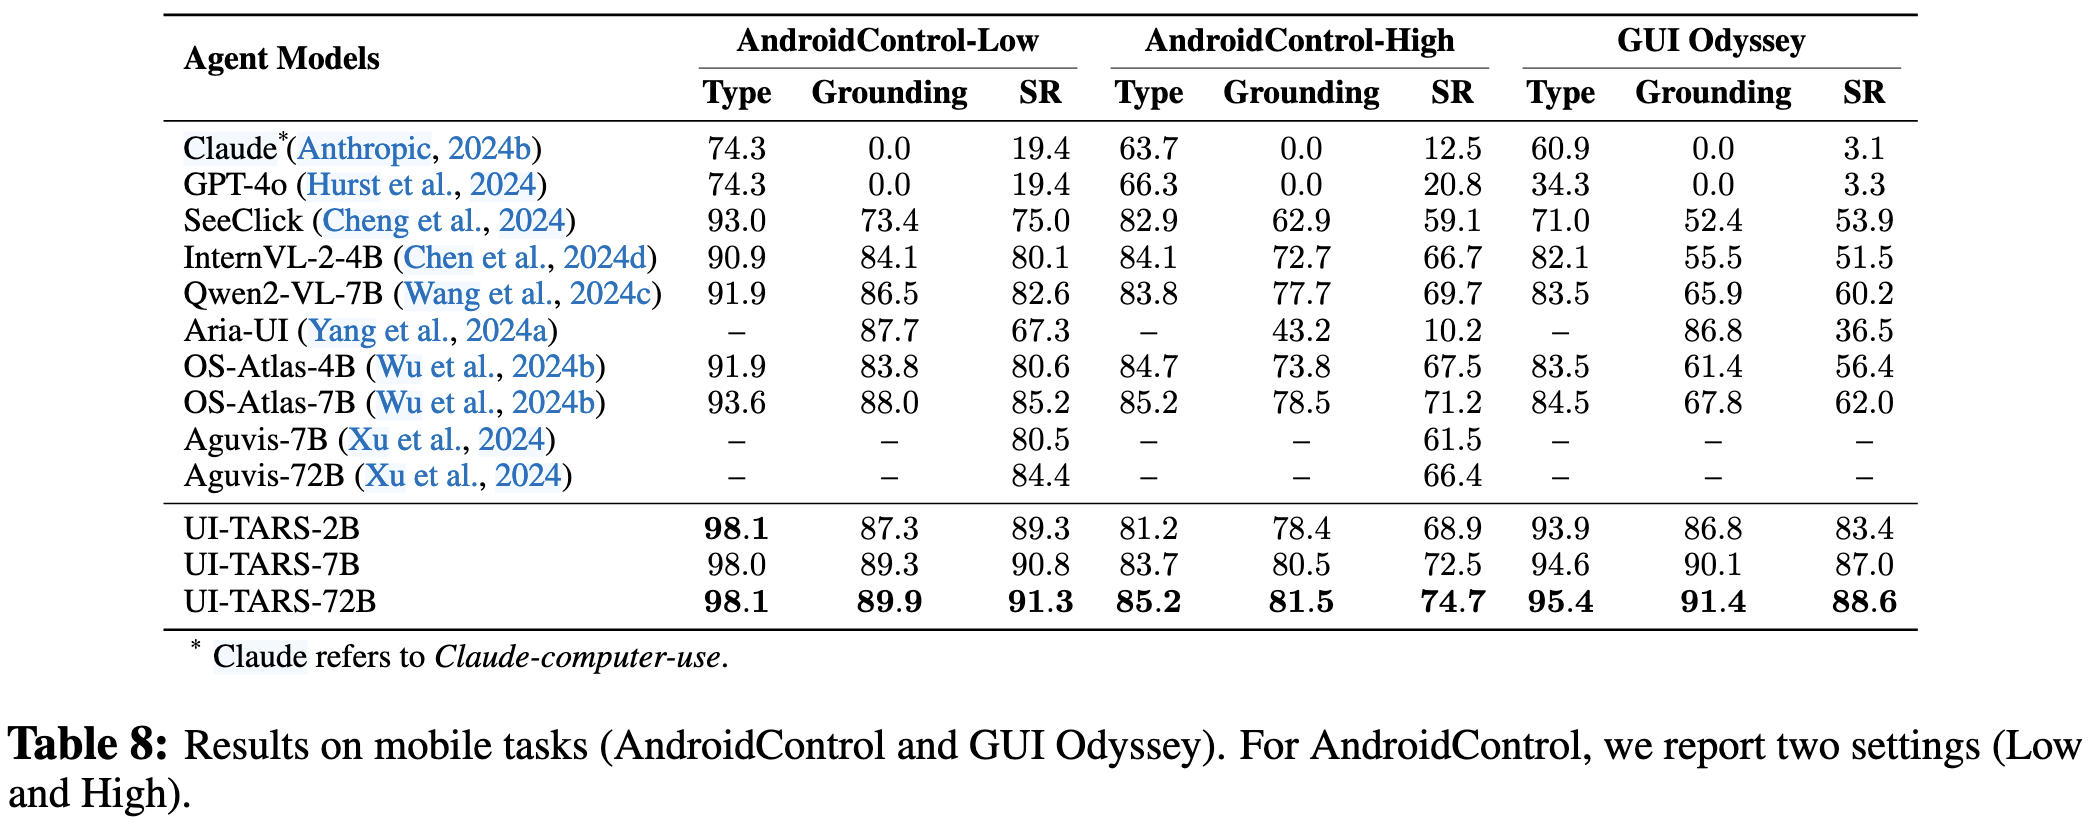 Agent Models AndroidControl-Low AndroidControl-High GUI Odyssey
Type Grounding SR Type Grounding SR Type Grounding SR
Claude*(Anthropic, 2024b) 74.3 0.0 19.4 63.7 0.0 12.5 60.9 0.0 3.1
GPT-4o (Hurst et al., 2024) 74.3 0.0 19.4 66.3 0.0 20.8 34.3 0.0 3.3
SeeClick (Cheng et al., 2024) 93.0 73.4 75.0 82.9 62.9 59.1 71.0 52.4 53.9
InternVL-2-4B (Chen et al., 2024d) 90.9 84.1 80.1 84.1 72.7 66.7 82.1 55.5 51.5
Qwen2-VL-7B (Wang et al., 2024c) 91.9 86.5 82.6 83.8 77.7 69.7 83.5 65.9 60.2
Aria-UI (Yang et al., 2024a) – 87.7 67.3 – 43.2 10.2 – 86.8 36.5
OS-Atlas-4B (Wu et al., 2024b) 91.9 83.8 80.6 84.7 73.8 67.5 83.5 61.4 56.4
OS-Atlas-7B (Wu et al., 2024b) 93.6 88.0 85.2 85.2 78.5 71.2 84.5 67.8 62.0
Aguvis-7B (Xu et al., 2024) – – 80.5 – – 61.5 – – –
Aguvis-72B (Xu et al., 2024) – – 84.4 – – 66.4 – – –
UI-TARS-2B 98.1 87.3 89.3 81.2 78.4 68.9 93.9 86.8 83.4
UI-TARS-7B 98.0 89.3 90.8 83.7 80.5 72.5 94.6 90.1 87.0
UI-TARS-72B 98.1 89.9 91.3 85.2 81.5 74.7 95.4 91.4 88.6
* Claude refers to Claude-computer-use.
Table 8: Results on mobile tasks (AndroidControl and GUI Odyssey). For AndroidControl, we report two settings (Low
and High).